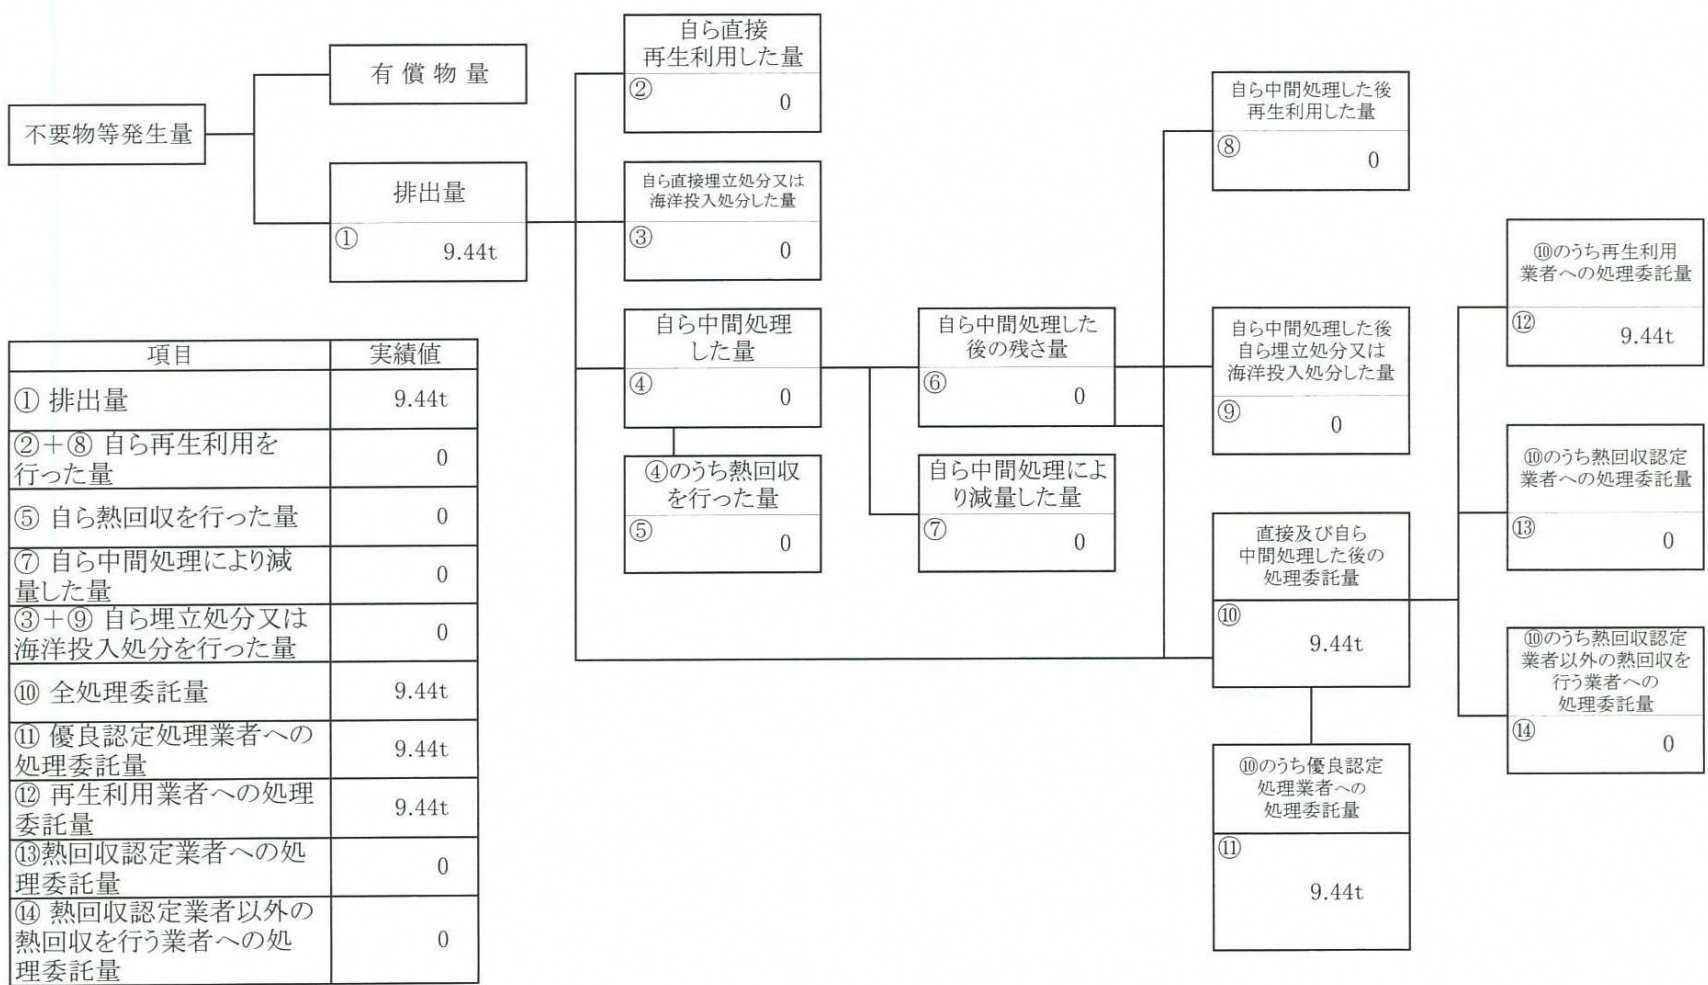 不要物等発生量
有償物量
排出量
① 9.44t
自ら直接
再生利用した量
② 0
自ら直接埋立処分又は
海洋投入処分した量
③ 0
自ら中間処理
した量
④ 0
④のうち熱回収
を行った量
⑤ 0
自ら中間処理した
後の残さ量
⑥ 0
自ら中間処理によ
り減量した量
⑦ 0
自ら中間処理した後
再生利用した量
⑧ 0
自ら中間処理した後
自ら埋立処分又は
海洋投入処分した量
⑨ 0
直接及び自ら
中間処理した後の
処理委託量
⑩ 9.44t
⑩のうち優良認定
処理業者への
処理委託量
⑪ 9.44t
⑩のうち再生利用
業者への処理委託量
⑫ 9.44t
⑩のうち熱回収認定
業者への処理委託量
⑬ 0
⑩のうち熱回収認定
業者以外の熱回収を
行う業者への
処理委託量
⑭ 0
項目 実績値
① 排出量 9.44t
②+⑧ 自ら再生利用を
行った量 0
⑤ 自ら熱回収を行った量 0
⑦ 自ら中間処理により減
量した量 0
③+⑨ 自ら埋立処分又は
海洋投入処分を行った量 0
⑩ 全処理委託量 9.44t
⑪ 優良認定処理業者への
処理委託量 9.44t
⑫ 再生利用業者への処理
委託量 9.44t
⑬熱回収認定業者への処
理委託量 0
⑭ 熱回収認定業者以外の
熱回収を行う業者への処
理委託量 0